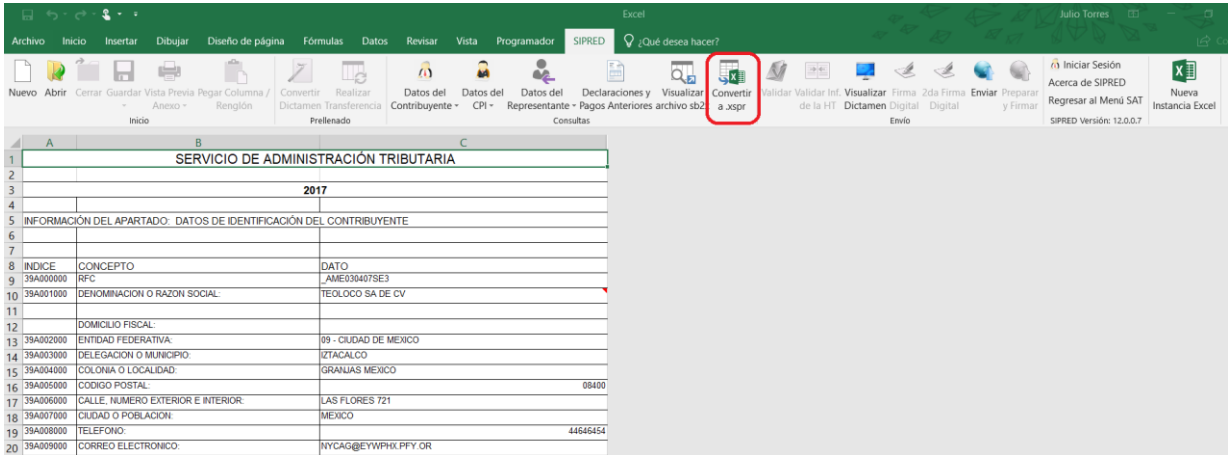 Excel
Julio Torres
Archivo Inicio Insertar Dibujar Diseño de página Fórmulas Datos Revisar Vista Programador SIPRED ¿Qué desea hacer?
Nuevo Abrir Cerrar Guardar Vista Previa Pegar Columna / Convertir Realizar Datos del Datos del Datos del Declaraciones y Visualizar Convertir Validar Validar Inf. Visualizar Firma 2da Firma Enviar Preparar Iniciar Sesión Nueva
Anexo Renglón Dictamen Transferencia Contribuyente CPI Representante Pagos Anteriores archivo sb2 a .xspr de la HT Dictamen Digital Digital y Firmar Acerca de SIPRED Instancia Excel
Regresar al Menú SAT
Inicio Prellenado Consultas Envío SIPRED Versión: 12.0.0.7
A B C
1 SERVICIO DE ADMINISTRACIÓN TRIBUTARIA
2
3 2017
4
5 INFORMACIÓN DEL APARTADO: DATOS DE IDENTIFICACIÓN DEL CONTRIBUYENTE
6
7
8 INDICE CONCEPTO DATO
9 39A000000 RFC _AME030407SE3
10 39A001000 DENOMINACION O RAZON SOCIAL: TEOLOCO SA DE CV
11
12 DOMICILIO FISCAL:
13 39A002000 ENTIDAD FEDERATIVA: 09 - CIUDAD DE MEXICO
14 39A003000 DELEGACION O MUNICIPIO: IZTACALCO
15 39A004000 COLONIA O LOCALIDAD: GRANJAS MEXICO
16 39A005000 CODIGO POSTAL: 08400
17 39A006000 CALLE, NUMERO EXTERIOR E INTERIOR: LAS FLORES 721
18 39A007000 CIUDAD O POBLACION: MEXICO
19 39A008000 TELEFONO: 44646454
20 39A009000 CORREO ELECTRONICO: NYCAG@EYWPHX.PFY.OR